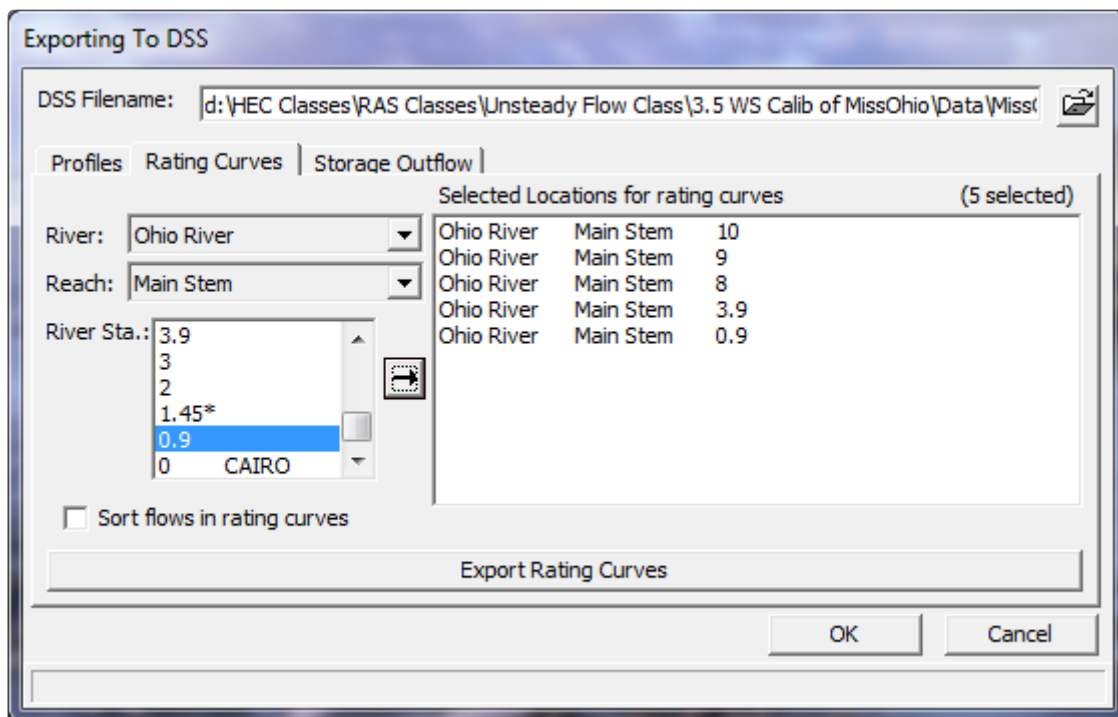 Exporting To DSS
DSS Filename: d:\HEC Classes\RAS Classes\Unsteady Flow Class\3.5 WS Calib of MissOhio\Data\Miss
Profiles Rating Curves Storage Outflow
Selected Locations for rating curves (5 selected)
River: Ohio River
Reach: Main Stem
River Sta.: 3.9
3
2
1.45*
0.9
0 CAIRO
Ohio River Main Stem 10
Ohio River Main Stem 9
Ohio River Main Stem 8
Ohio River Main Stem 3.9
Ohio River Main Stem 0.9
Sort flows in rating curves
Export Rating Curves
OK Cancel